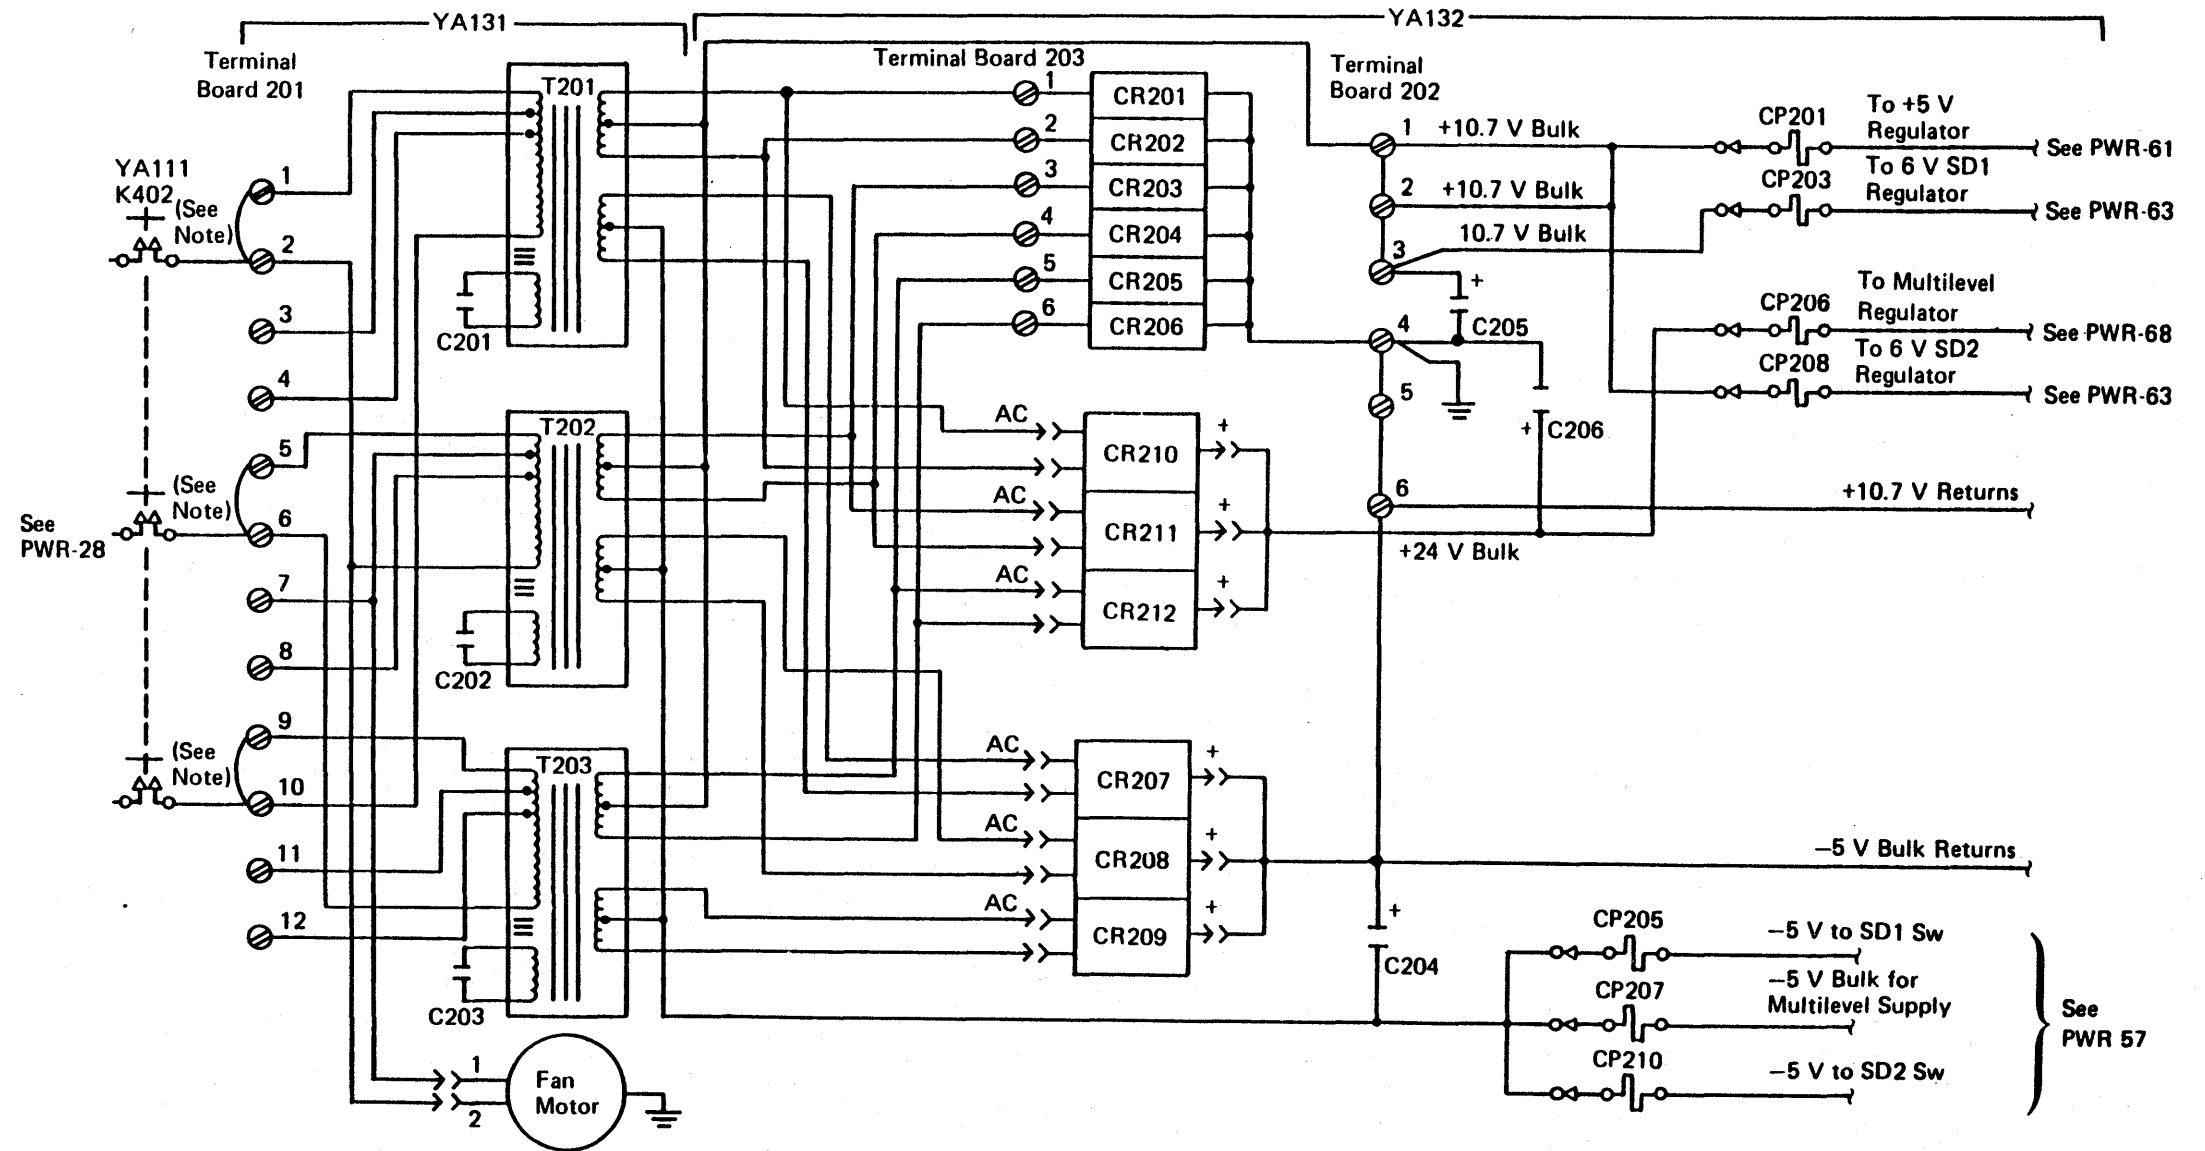 YA131
YA132
Terminal
Board 201
T201
Terminal Board 203
Terminal
Board 202
YA111
K402
(See
Note)
1
2
3
4
C201
1
2
3
4
5
6
CR201
CR202
CR203
CR204
CR205
CR206
1
+10.7 V Bulk
2
+10.7 V Bulk
3
10.7 V Bulk
+
C205
4
5
+
C206
6
CP201
To +5 V
Regulator
See PWR-61
CP203
To 6 V SD1
Regulator
See PWR-63
CP206
To Multilevel
Regulator
See PWR-68
CP208
To 6 V SD2
Regulator
See PWR-63
+10.7 V Returns
+24 V Bulk
See
PWR-28
(See
Note)
5
6
7
8
T202
C202
AC
CR210
+
AC
CR211
+
AC
CR212
+
(See
Note)
9
10
11
12
T203
C203
AC
CR207
+
AC
CR208
+
AC
CR209
+
−5 V Bulk Returns
+
C204
CP205
−5 V to SD1 Sw
CP207
−5 V Bulk for
Multilevel Supply
CP210
−5 V to SD2 Sw
See
PWR 57
1
2
Fan
Motor